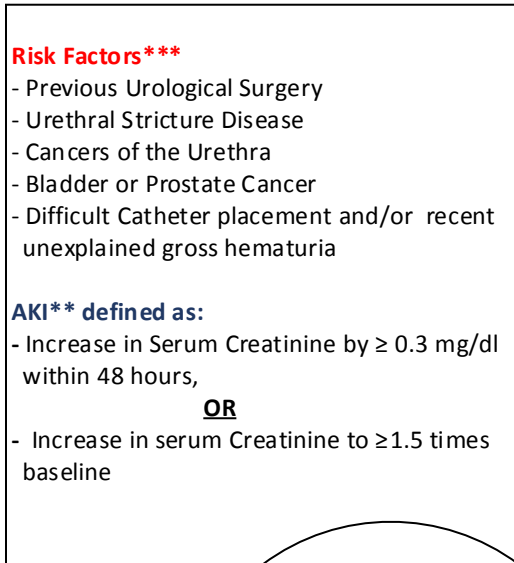 Risk Factors***
- Previous Urological Surgery
- Urethral Stricture Disease
- Cancers of the Urethra
- Bladder or Prostate Cancer
- Difficult Catheter placement and/or recent
unexplained gross hematuria
AKI** defined as:
- Increase in Serum Creatinine by ≥ 0.3 mg/dl
within 48 hours,
OR
- Increase in serum Creatinine to ≥1.5 times
baseline